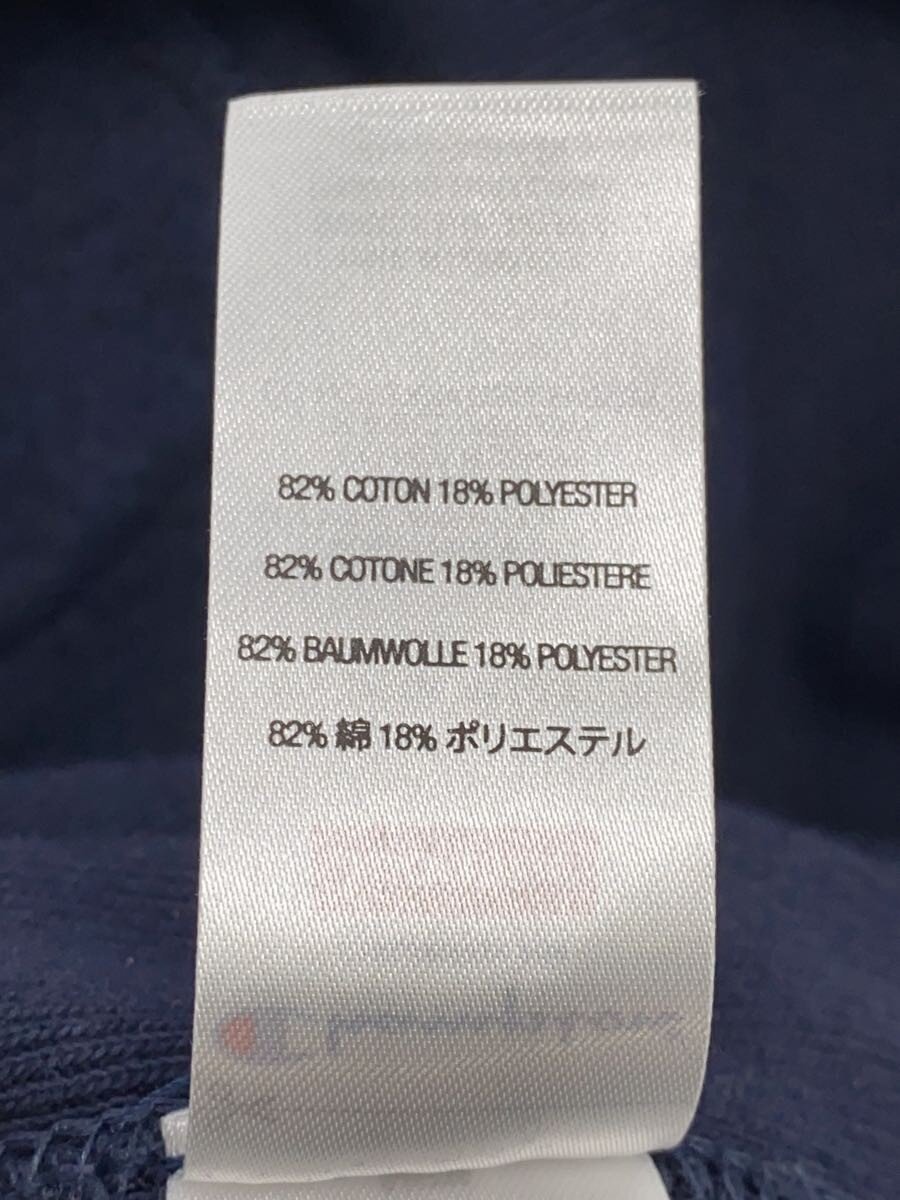 82% COTON 18% POLYESTER
82% COTONE 18% POLIESTERE
82% BAUMWOLLE 18% POLYESTER
82% 綿 18% ポリエステル